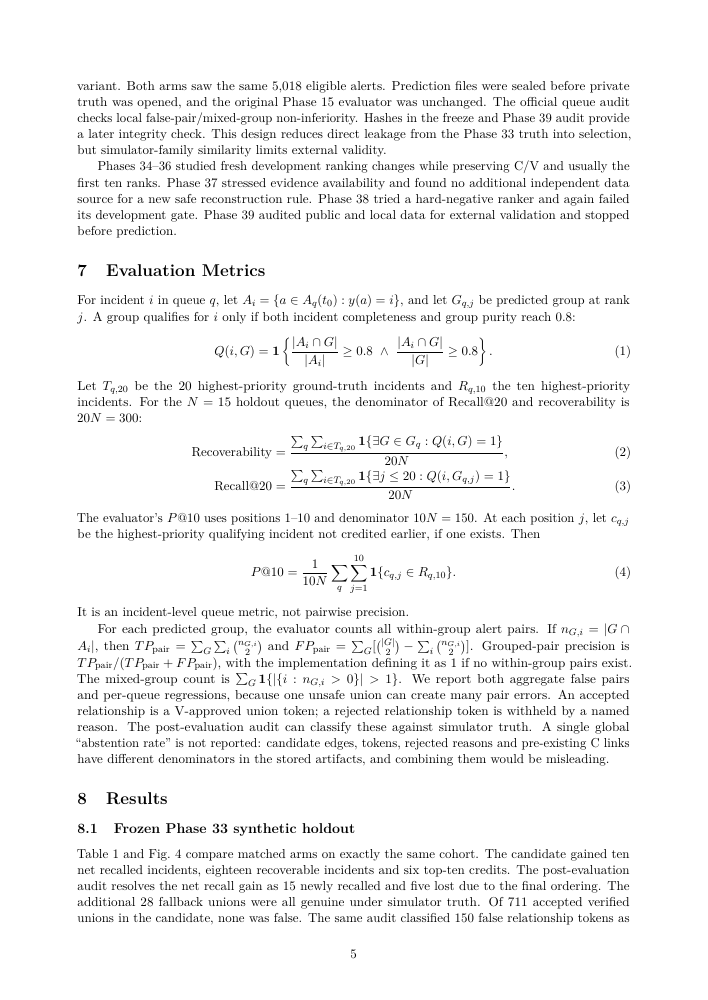 variant. Both arms saw the same 5,018 eligible alerts. Prediction files were sealed before private
truth was opened, and the original Phase 15 evaluator was unchanged. The official queue audit
checks local false-pair/mixed-group non-inferiority. Hashes in the freeze and Phase 39 audit provide
a later integrity check. This design reduces direct leakage from the Phase 33 truth into selection,
but simulator-family similarity limits external validity.
Phases 34–36 studied fresh development ranking changes while preserving C/V and usually the
first ten ranks. Phase 37 stressed evidence availability and found no additional independent data
source for a new safe reconstruction rule. Phase 38 tried a hard-negative ranker and again failed
its development gate. Phase 39 audited public and local data for external validation and stopped
before prediction.
7 Evaluation Metrics
For incident i in queue q, let A_i = {a ∈ A_q(t_0) : y(a) = i}, and let G_{q,j} be predicted group at rank
j. A group qualifies for i only if both incident completeness and group purity reach 0.8:
Q(i, G) = 1 { |A_i ∩ G| / |A_i| ≥ 0.8 ∧ |A_i ∩ G| / |G| ≥ 0.8 } . (1)
Let T_{q,20} be the 20 highest-priority ground-truth incidents and R_{q,10} the ten highest-priority
incidents. For the N = 15 holdout queues, the denominator of Recall@20 and recoverability is
20N = 300:
Recoverability = ∑_q ∑_{i∈T_{q,20}} 1{∃G ∈ G_q : Q(i, G) = 1} / 20N , (2)
Recall@20 = ∑_q ∑_{i∈T_{q,20}} 1{∃j ≤ 20 : Q(i, G_{q,j}) = 1} / 20N . (3)
The evaluator's P@10 uses positions 1–10 and denominator 10N = 150. At each position j, let c_{q,j}
be the highest-priority qualifying incident not credited earlier, if one exists. Then
P@10 = 1 / 10N ∑_q ∑_{j=1}^{10} 1{c_{q,j} ∈ R_{q,10}}. (4)
It is an incident-level queue metric, not pairwise precision.
For each predicted group, the evaluator counts all within-group alert pairs. If n_{G,i} = |G ∩
A_i|, then TP_pair = ∑_G ∑_i (n_{G,i} 2) and FP_pair = ∑_G[(|G| 2) − ∑_i (n_{G,i} 2)]. Grouped-pair precision is
TP_pair/(TP_pair + FP_pair), with the implementation defining it as 1 if no within-group pairs exist.
The mixed-group count is ∑_G 1{|{i : n_{G,i} > 0}| > 1}. We report both aggregate false pairs
and per-queue regressions, because one unsafe union can create many pair errors. An accepted
relationship is a V-approved union token; a rejected relationship token is withheld by a named
reason. The post-evaluation audit can classify these against simulator truth. A single global
“abstention rate” is not reported: candidate edges, tokens, rejected reasons and pre-existing C links
have different denominators in the stored artifacts, and combining them would be misleading.
8 Results
8.1 Frozen Phase 33 synthetic holdout
Table 1 and Fig. 4 compare matched arms on exactly the same cohort. The candidate gained ten
net recalled incidents, eighteen recoverable incidents and six top-ten credits. The post-evaluation
audit resolves the net recall gain as 15 newly recalled and five lost due to the final ordering. The
additional 28 fallback unions were all genuine under simulator truth. Of 711 accepted verified
unions in the candidate, none was false. The same audit classified 150 false relationship tokens as
5